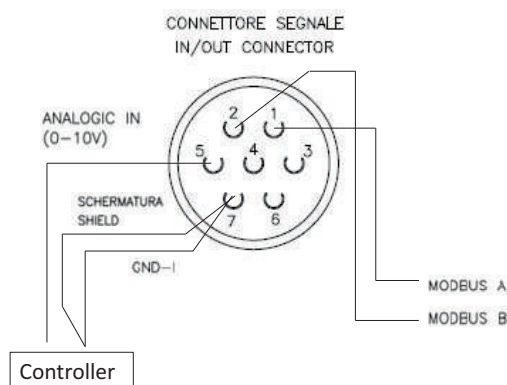 CONNETTORE SEGNALE
IN/OUT CONNECTOR
ANALOGIC IN
(0-10V)
2 1
5 4 3
7 6
SCHERMATURA
SHIELD
GND-I
MODBUS A
MODBUS B
Controller